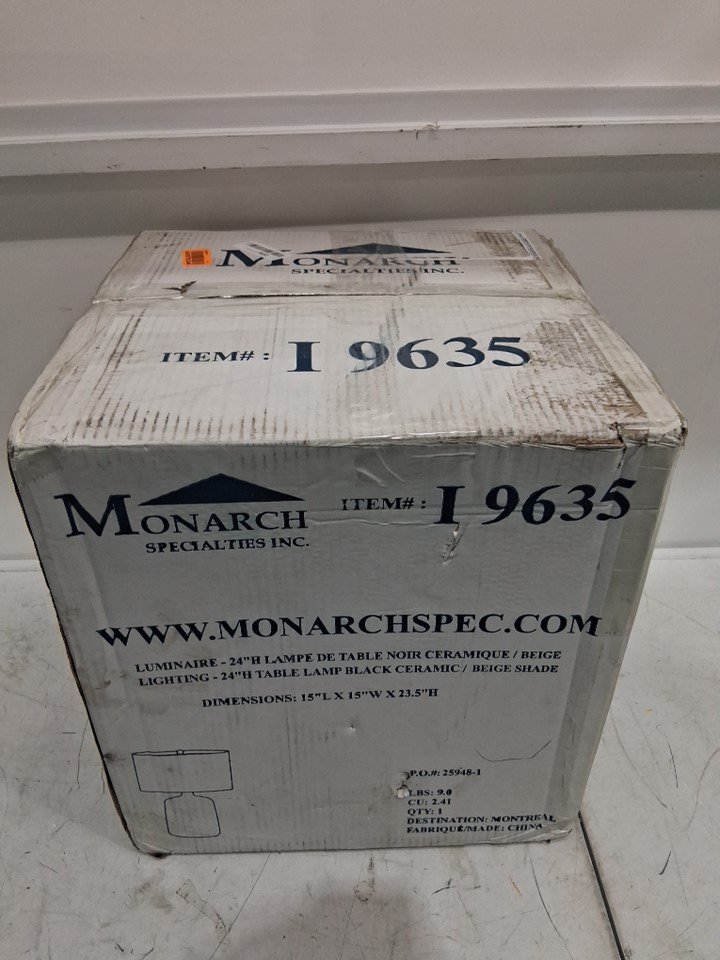 MONARCH
SPECIALTIES INC.
ITEM# : I 9635
MONARCH
SPECIALTIES INC.
ITEM# : I 9635
WWW.MONARCHSPEC.COM
LUMINAIRE - 24"H LAMPE DE TABLE NOIR CERAMIQUE / BEIGE
LIGHTING - 24"H TABLE LAMP BLACK CERAMIC / BEIGE SHADE
DIMENSIONS: 15"L X 15"W X 23.5"H
P.O.#: 25948-1
LBS: 9.0
CU: 2.41
QTY: 1
DESTINATION: MONTREAL
FABRIQUÉ/MADE: CHINA